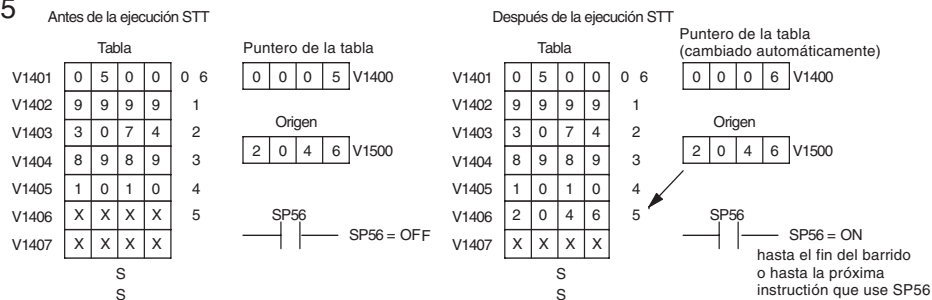 5
Antes de la ejecución STT
Tabla
Puntero de la tabla
V1401 0 5 0 0 0 6
0 0 0 5 V1400
V1402 9 9 9 9 1
V1403 3 0 7 4 2
Origen
2 0 4 6 V1500
V1404 8 9 8 9 3
V1405 1 0 1 0 4
V1406 X X X X 5
SP56
SP56 = OFF
V1407 X X X X
S
S
Después de la ejecución STT
Tabla
Puntero de la tabla
(cambiado automáticamente)
V1401 0 5 0 0 0 6
0 0 0 6 V1400
V1402 9 9 9 9 1
V1403 3 0 7 4 2
Origen
2 0 4 6 V1500
V1404 8 9 8 9 3
V1405 1 0 1 0 4
V1406 2 0 4 6 5
SP56
SP56 = ON
V1407 X X X X
hasta el fin del barrido
o hasta la próxima
instructión que use SP56
S
S